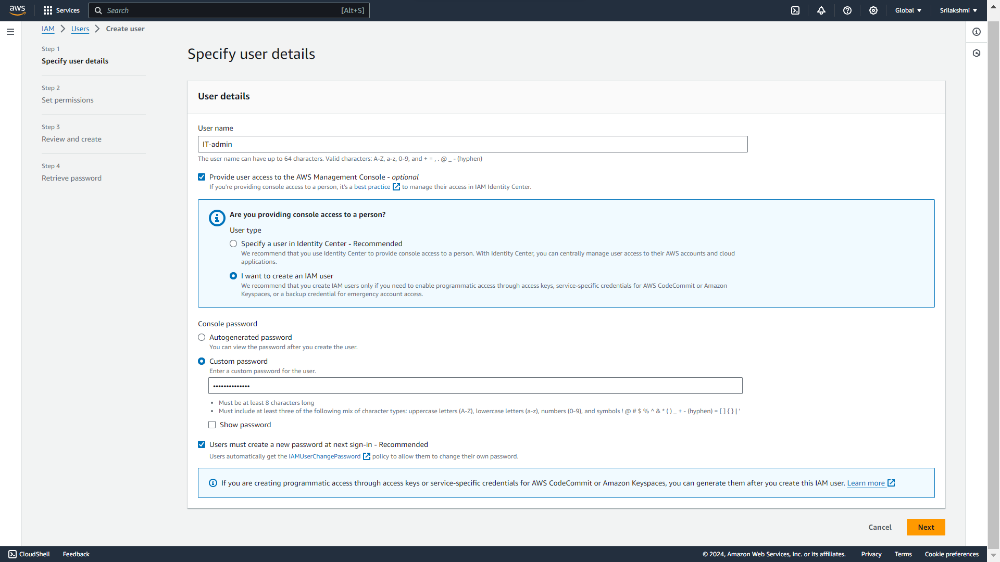 aws
Services
Search
[Alt+S]
Global
Srilakshmi
IAM
Users
Create user
Step 1
Specify user details
Step 2
Set permissions
Step 3
Review and create
Step 4
Retrieve password
Specify user details
User details
User name
IT-admin
The user name can have up to 64 characters. Valid characters: A-Z, a-z, 0-9, and + = , . @ _ - (hyphen)
Provide user access to the AWS Management Console - optional
If you're providing console access to a person, it's a best practice to manage their access in IAM Identity Center.
Are you providing console access to a person?
User type
Specify a user in Identity Center - Recommended
We recommend that you use Identity Center to provide console access to a person. With Identity Center, you can centrally manage user access to their AWS accounts and cloud
applications.
I want to create an IAM user
We recommend that you create IAM users only if you need to enable programmatic access through access keys, service-specific credentials for AWS CodeCommit or Amazon
Keyspaces, or a backup credential for emergency account access.
Console password
Autogenerated password
You can view the password after you create the user.
Custom password
Enter a custom password for the user.
••••••••••••••
• Must be at least 8 characters long
• Must include at least three of the following mix of character types: uppercase letters (A-Z), lowercase letters (a-z), numbers (0-9), and symbols ! @ # $ % ^ & * ( ) _ + - (hyphen) = [ ] { } | '
Show password
Users must create a new password at next sign-in - Recommended
Users automatically get the IAMUserChangePassword policy to allow them to change their own password.
If you are creating programmatic access through access keys or service-specific credentials for AWS CodeCommit or Amazon Keyspaces, you can generate them after you create this IAM user. Learn more
Cancel
Next
CloudShell
Feedback
© 2024, Amazon Web Services, Inc. or its affiliates.
Privacy
Terms
Cookie preferences